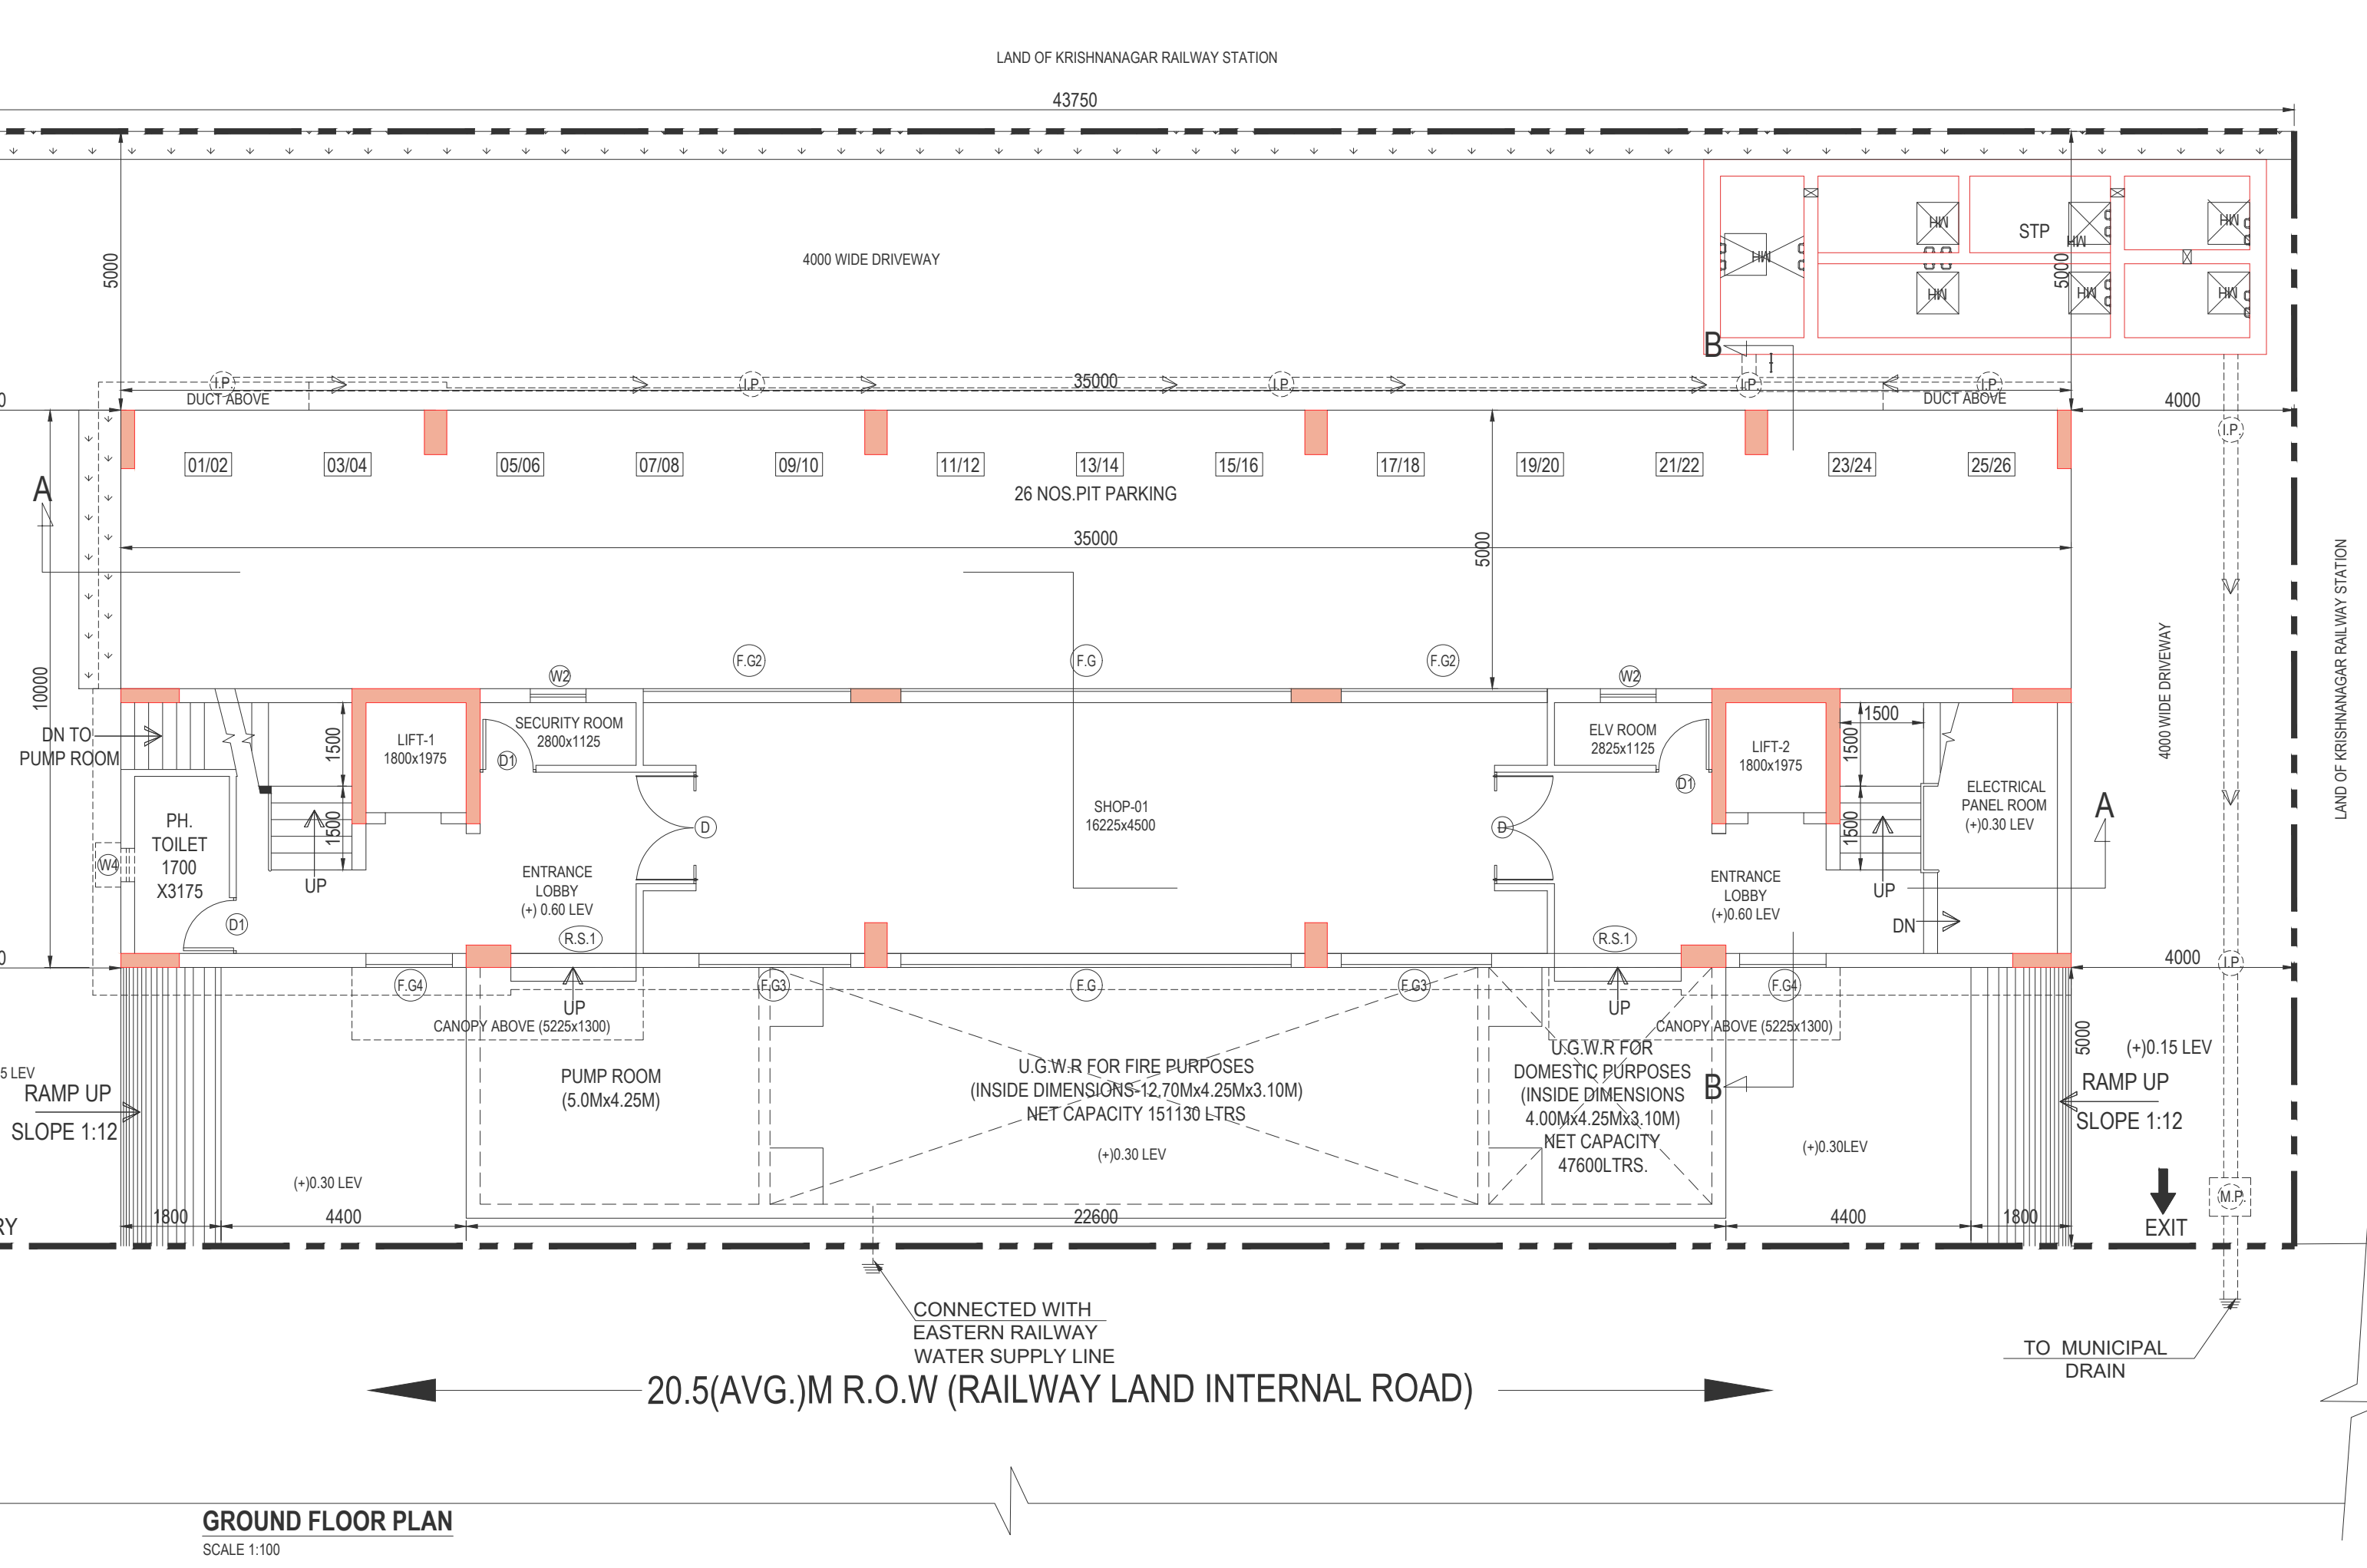 LAND OF KRISHNANAGAR RAILWAY STATION
43750
5000
4000 WIDE DRIVEWAY
MH
MH
STP
MH
MH
MH
MH
MH
5000
B
I.P.
I.P.
35000
I.P.
I.P.
I.P.
DUCT ABOVE
DUCT ABOVE
4000
I.P.
01/02
03/04
05/06
07/08
09/10
11/12
13/14
15/16
17/18
19/20
21/22
23/24
25/26
26 NOS.PIT PARKING
A
35000
5000
LAND OF KRISHNANAGAR RAILWAY STATION
4000 WIDE DRIVEWAY
10000
F.G2
F.G
F.G2
W2
W2
DN TO
PUMP ROOM
1500
LIFT-1
1800x1975
SECURITY ROOM
2800x1125
D1
ELV ROOM
2825x1125
D1
LIFT-2
1800x1975
1500
1500
ELECTRICAL
PANEL ROOM
(+)0.30 LEV
A
PH.
TOILET
1700
X3175
W4
D1
1500
UP
D
SHOP-01
16225x4500
D
1500
UP
ENTRANCE
LOBBY
(+) 0.60 LEV
ENTRANCE
LOBBY
(+)0.60 LEV
DN
R.S.1
R.S.1
4000
I.P
F.G4
F.G3
F.G
F.G3
F.G4
UP
UP
CANOPY ABOVE (5225x1300)
CANOPY ABOVE (5225x1300)
5000
(+)0.15 LEV
5 LEV
RAMP UP
SLOPE 1:12
RAMP UP
SLOPE 1:12
PUMP ROOM
(5.0Mx4.25M)
U.G.W.R FOR FIRE PURPOSES
(INSIDE DIMENSIONS-12.70Mx4.25Mx3.10M)
NET CAPACITY 151130 LTRS
(+)0.30 LEV
U.G.W.R FOR
DOMESTIC PURPOSES
(INSIDE DIMENSIONS
4.00Mx4.25Mx3.10M)
NET CAPACITY
47600LTRS.
B
(+)0.30LEV
(+)0.30 LEV
M.P.
EXIT
RY
1800
4400
22600
4400
1800
CONNECTED WITH
EASTERN RAILWAY
WATER SUPPLY LINE
TO MUNICIPAL
DRAIN
20.5(AVG.)M R.O.W (RAILWAY LAND INTERNAL ROAD)
GROUND FLOOR PLAN
SCALE 1:100